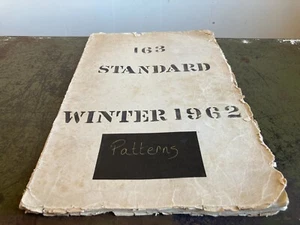 163
STANDARD
WINTER 1962
Patterns